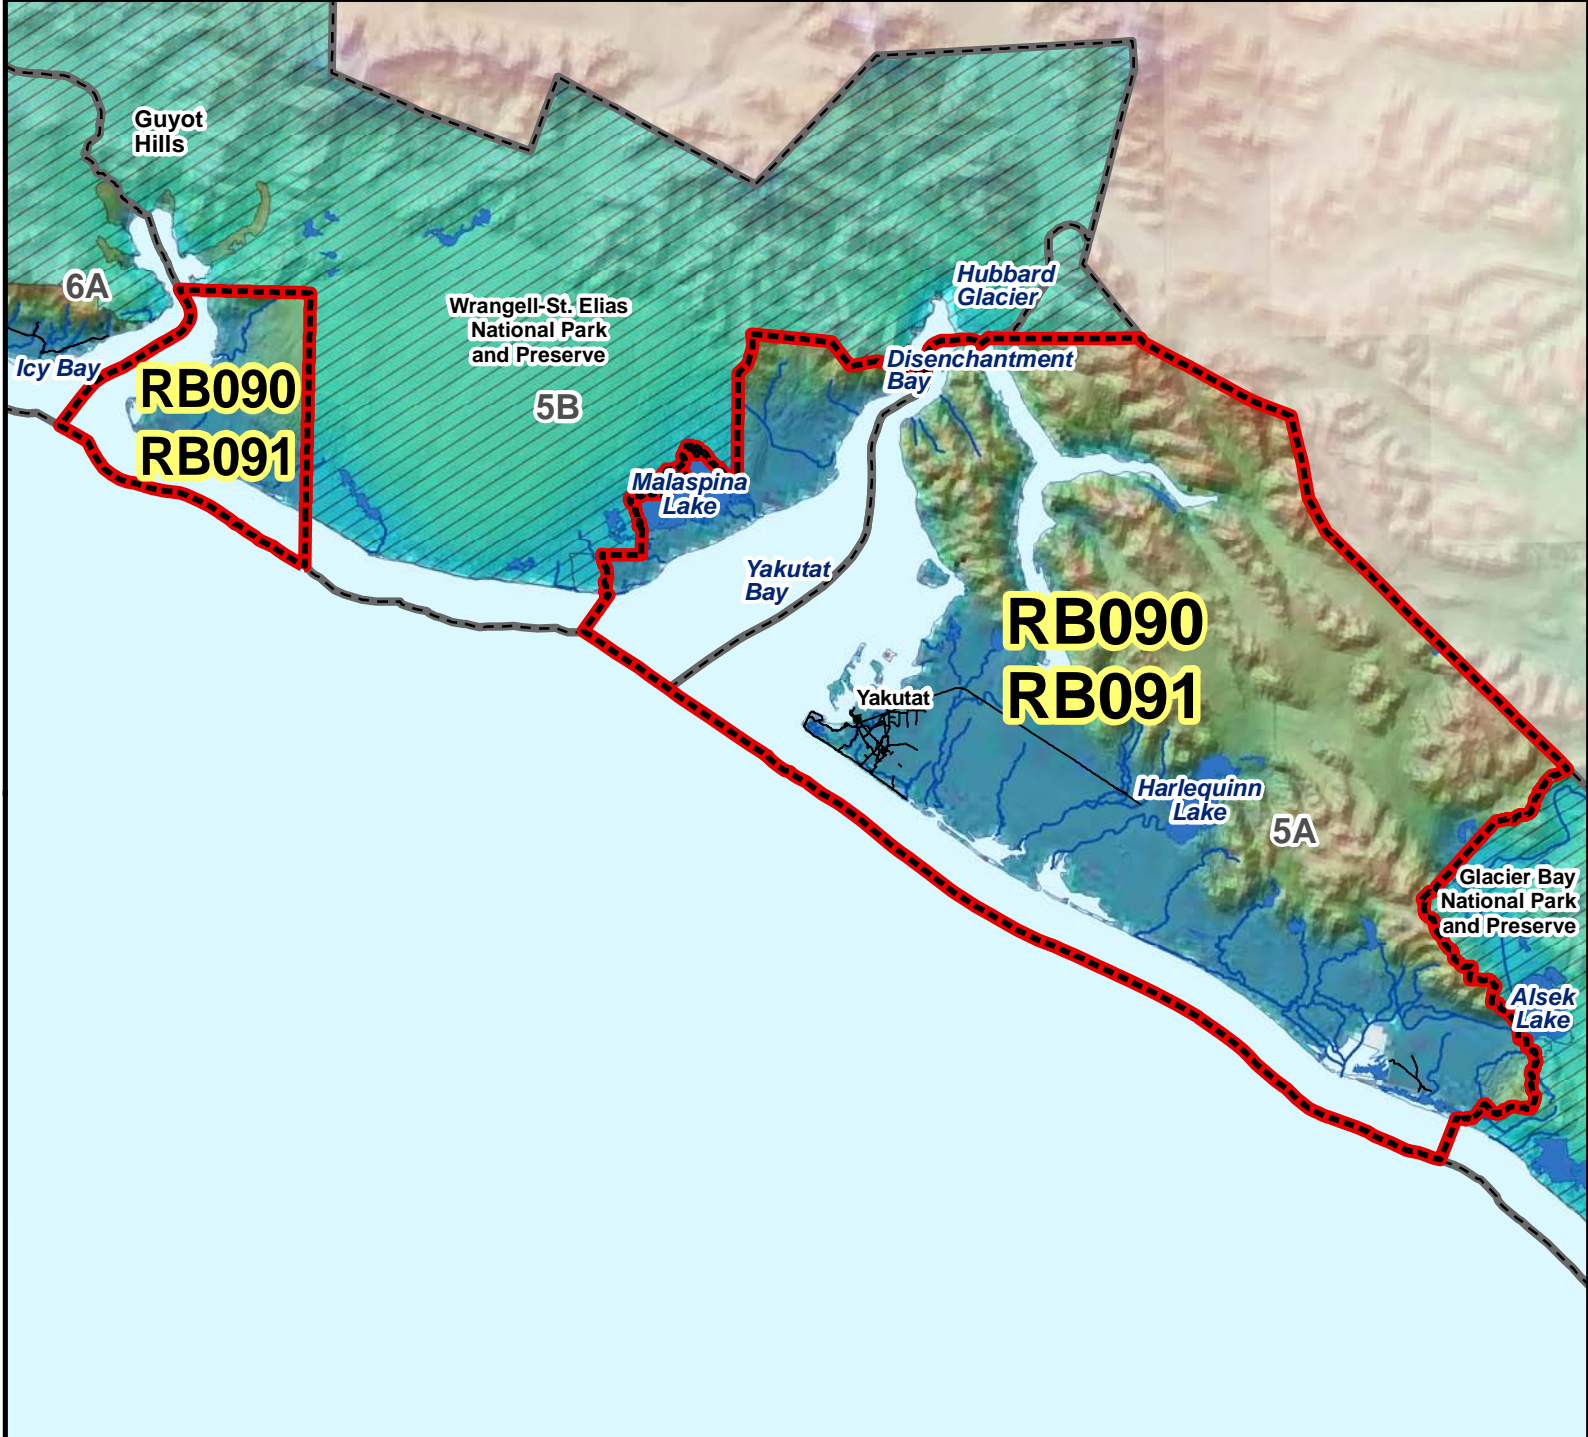 Guyot
Hills
6A
Hubbard
Glacier
Wrangell-St. Elias
National Park
and Preserve
Icy Bay
RB090
RB091
5B
Disenchantment
Bay
Malaspina
Lake
Yakutat
Bay
RB090
RB091
Yakutat
Harlequinn
Lake
5A
Glacier Bay
National Park
and Preserve
Alsek
Lake